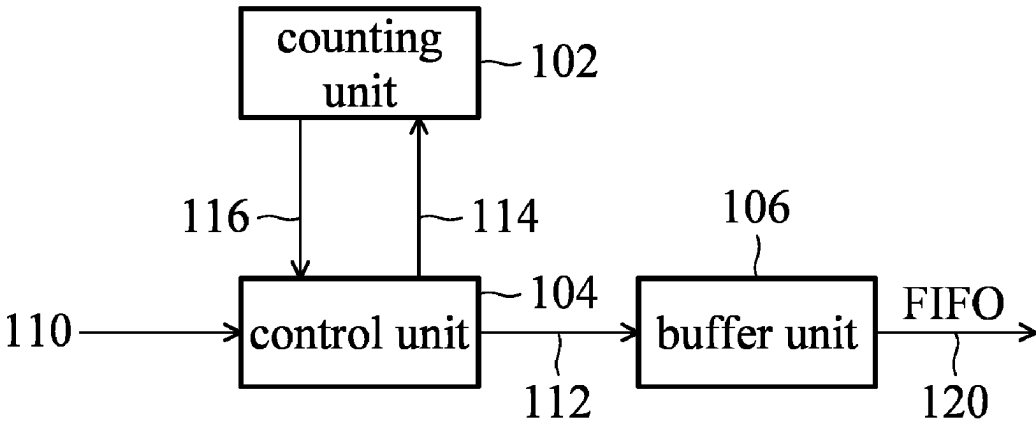 counting
unit
102
116
114
106
110
control unit
104
112
buffer unit
FIFO
120